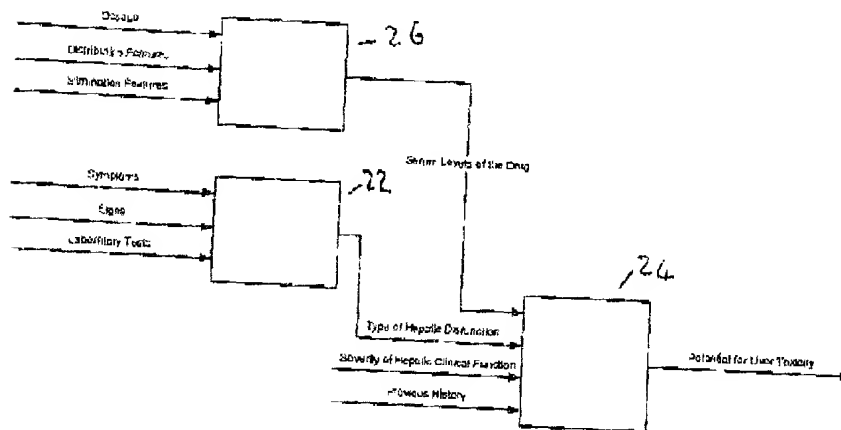 Dosage
26
Distribution Features
Elimination Features
Serum Levels of the Drug
Symptoms
22
Signs
Laboratory Tests
24
Type of Hepatic Disfunction
Severity of Hepatic Clinical Function
Potential for Liver Toxicity
Previous History